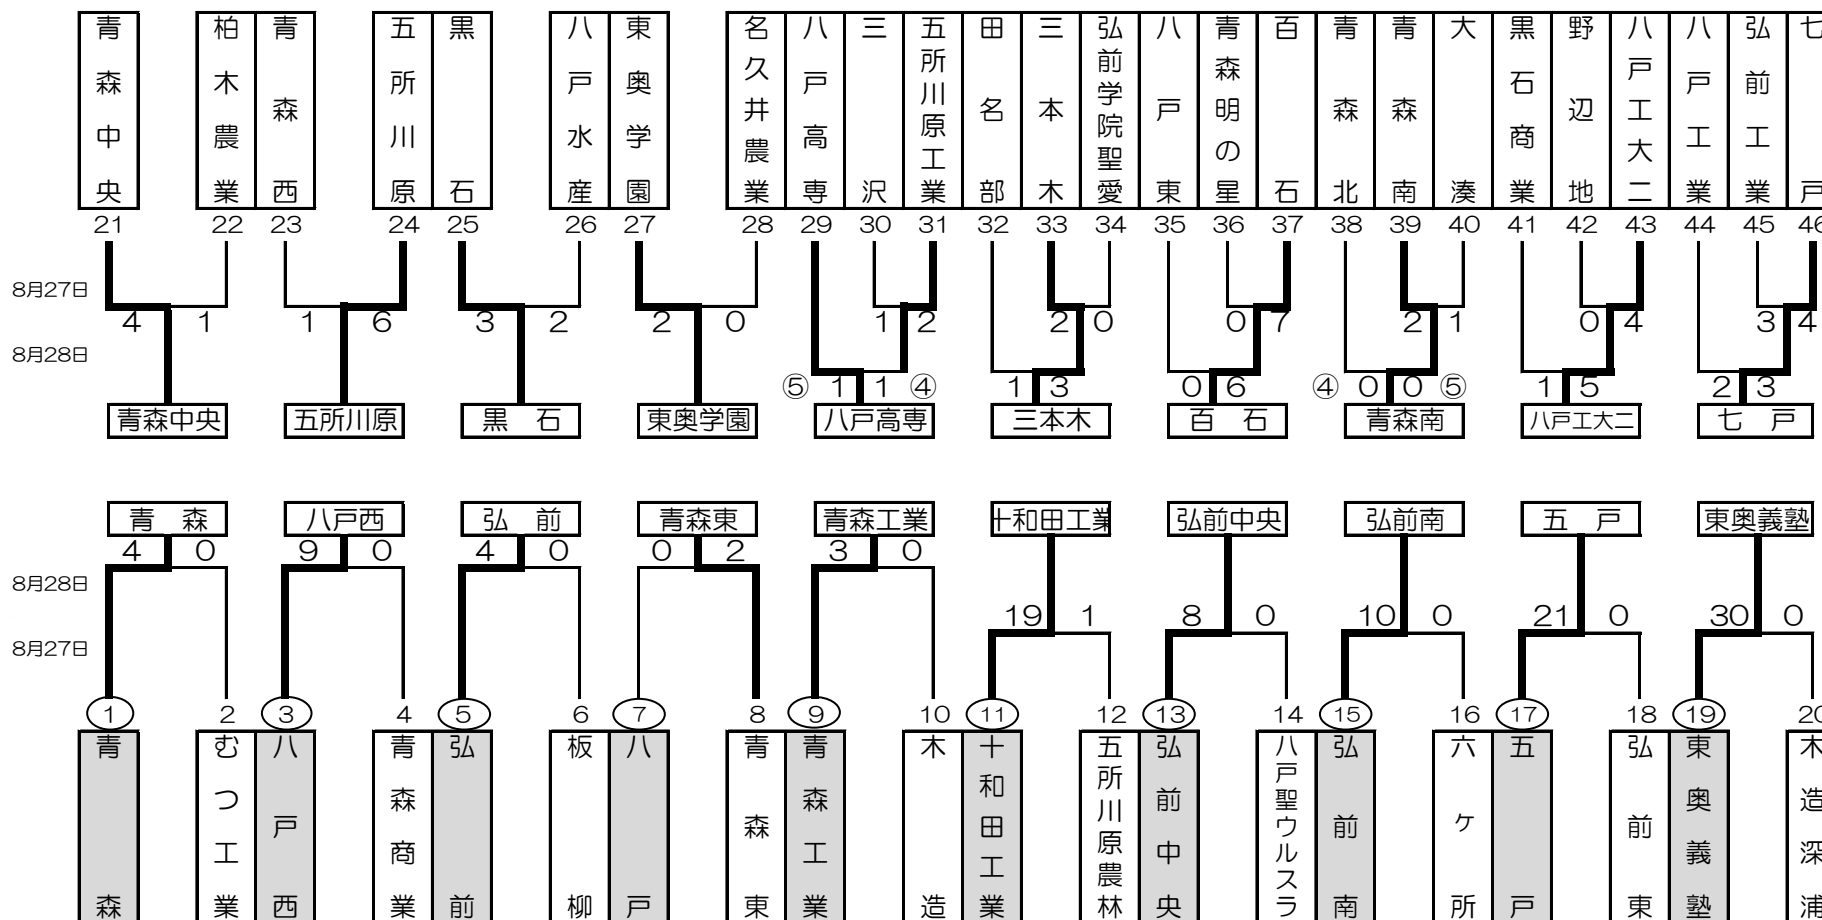 青森中央
柏木農業
青森西
五所川原
黒石
八戸水産
東奥学園
名久井農業
八戸高専
三沢
五所川原工業
田名部
三本木
弘前学院聖愛
八戸東
青森明の星
百石
青森北
青森南
大湊
黒石商業
野辺地
八戸工大二
八戸工業
弘前工業
七戸
21 22 23 24 25 26 27 28 29 30 31 32 33 34 35 36 37 38 39 40 41 42 43 44 45 46
8月27日
4 1 1 6 3 2 2 0 1 2 2 0 0 7 2 1 0 4 3 4
8月28日
⑤ 1 1 ④ 1 3 0 6 ④ 0 0 ⑤ 1 5 2 3
青森中央 五所川原 黒石 東奥学園 八戸高専 三本木 百石 青森南 八戸工大二 七戸
青森 八戸西 弘前 青森東 青森工業 十和田工業 弘前中央 弘前南 五戸 東奥義塾
4 0 9 0 4 0 0 2 3 0
8月28日
19 1 8 0 10 0 21 0 30 0
8月27日
1 2 3 4 5 6 7 8 9 10 11 12 13 14 15 16 17 18 19 20
青森
むつ工業
八戸西
青森商業
弘前
板柳
八戸
青森東
青森工業
木造
十和田工業
五所川原農林
弘前中央
八戸聖ウルスラ
弘前南
六ケ所
五戸
弘前東
東奥義塾
木造深浦